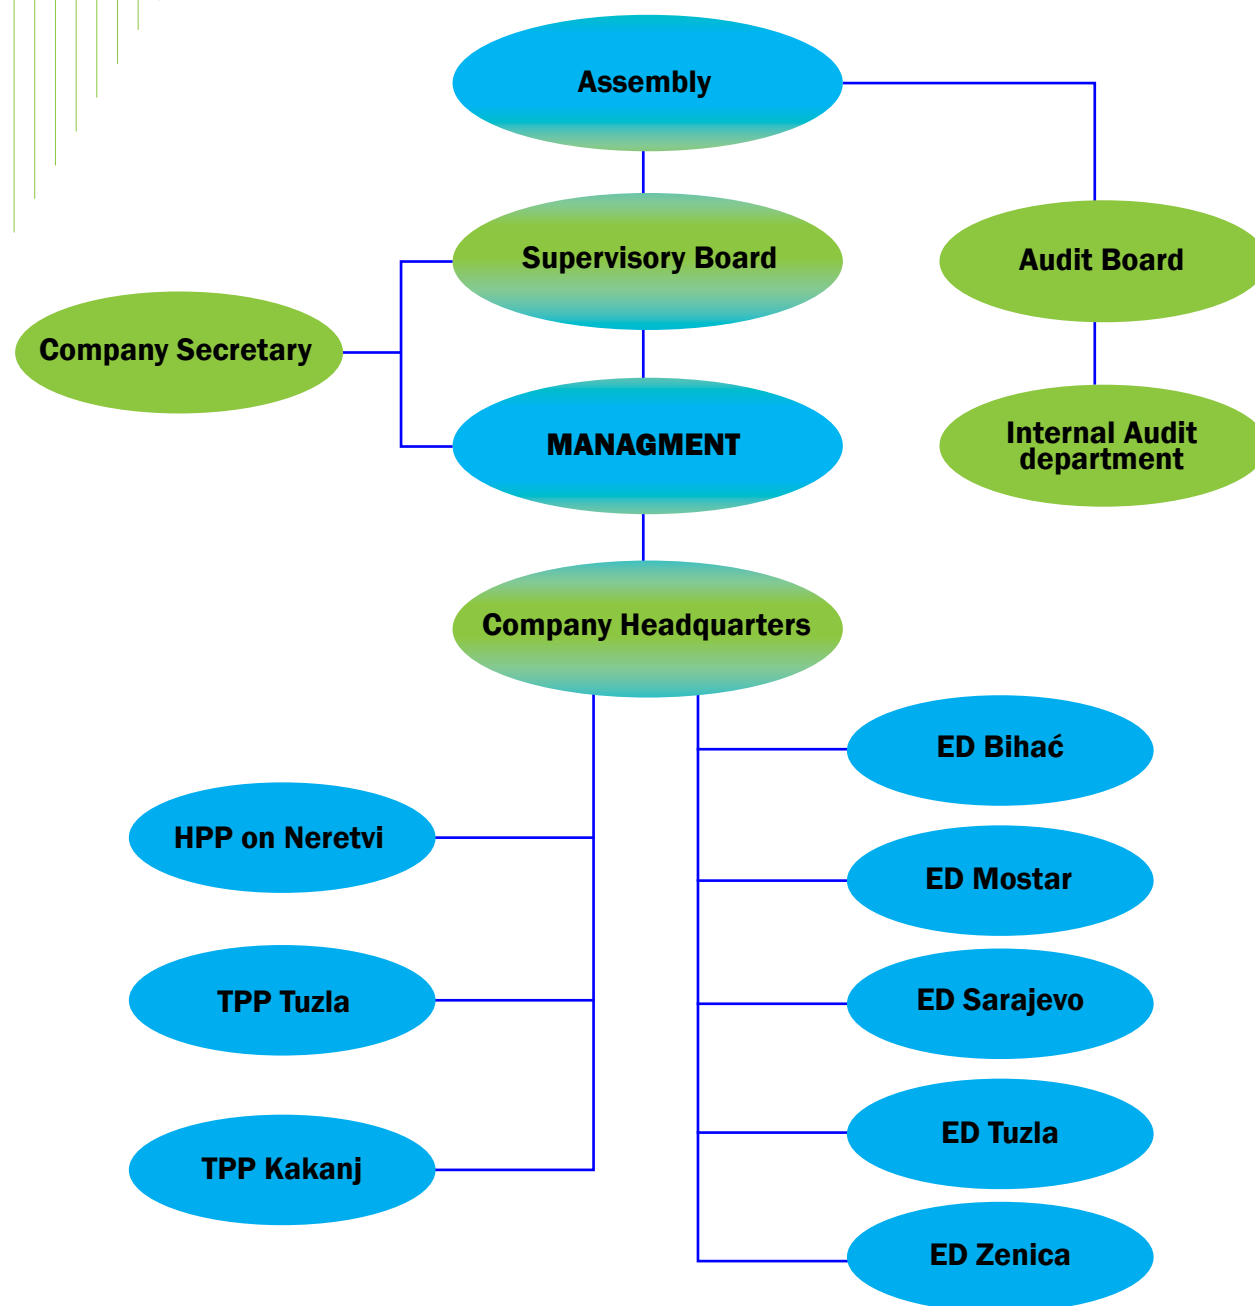 Assembly
Supervisory Board
Audit Board
Company Secretary
MANAGMENT
Internal Audit
department
Company Headquarters
ED Bihać
HPP on Neretvi
ED Mostar
TPP Tuzla
ED Sarajevo
ED Tuzla
TPP Kakanj
ED Zenica